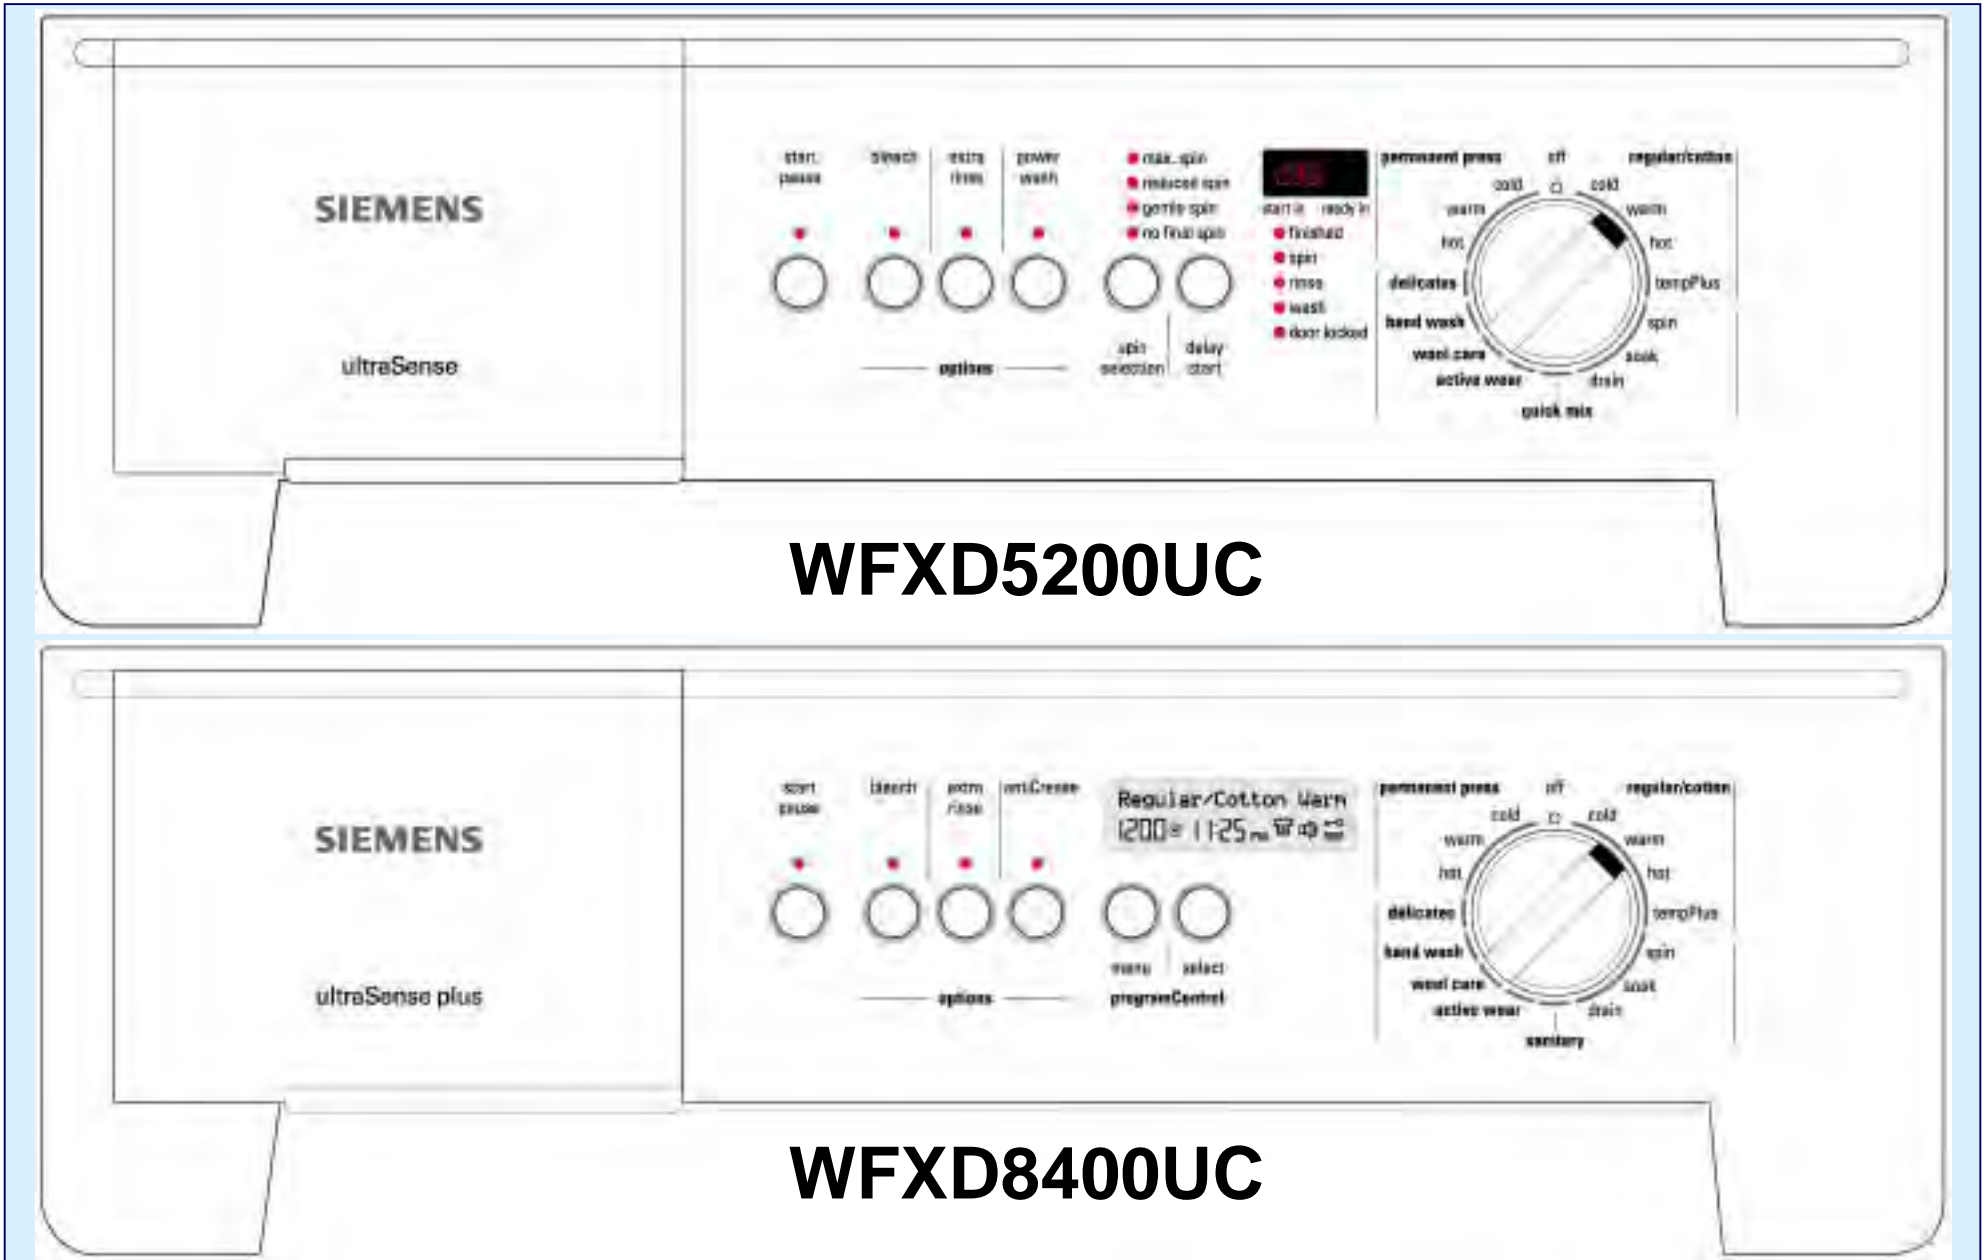 SIEMENS
ultraSense
start
pause
bleach
extra
rinse
power
wash
options
max. spin
reduced spin
gentle spin
no final spin
spin
selection
delay
start
start in ready in
finished
spin
rinse
wash
door locked
permanent press
off
regular/cotton
cold
cold
warm
warm
hot
hot
delicates
tempPlus
hand wash
spin
wool care
soak
active wear
drain
quick mix
WFXD5200UC
SIEMENS
ultraSense plus
start
pause
bleach
extra
rinse
antiCrease
options
Regular/Cotton Warm
1200 11:25 PM
menu
select
programControl
permanent press
off
regular/cotton
cold
cold
warm
warm
hot
hot
delicates
tempPlus
hand wash
spin
wool care
soak
active wear
drain
sanitary
WFXD8400UC